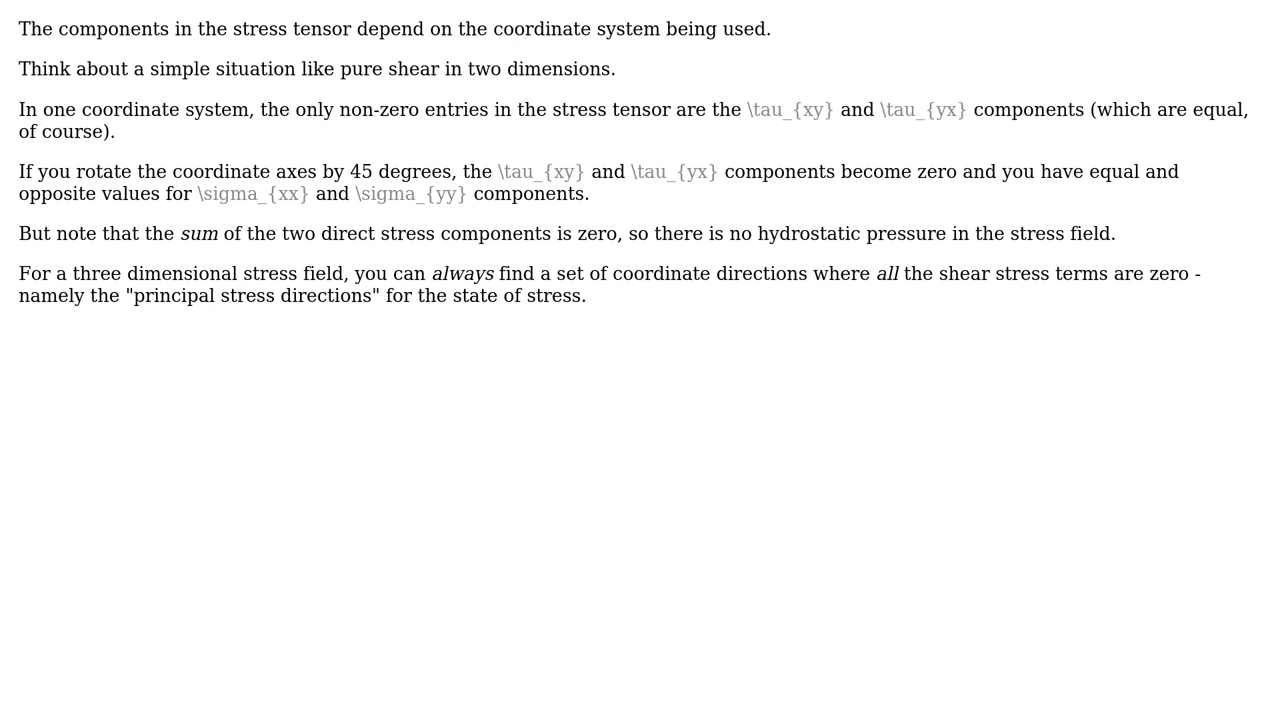 The components in the stress tensor depend on the coordinate system being used.
Think about a simple situation like pure shear in two dimensions.
In one coordinate system, the only non-zero entries in the stress tensor are the \tau_{xy} and \tau_{yx} components (which are equal,
of course).
If you rotate the coordinate axes by 45 degrees, the \tau_{xy} and \tau_{yx} components become zero and you have equal and
opposite values for \sigma_{xx} and \sigma_{yy} components.
But note that the sum of the two direct stress components is zero, so there is no hydrostatic pressure in the stress field.
For a three dimensional stress field, you can always find a set of coordinate directions where all the shear stress terms are zero -
namely the "principal stress directions" for the state of stress.